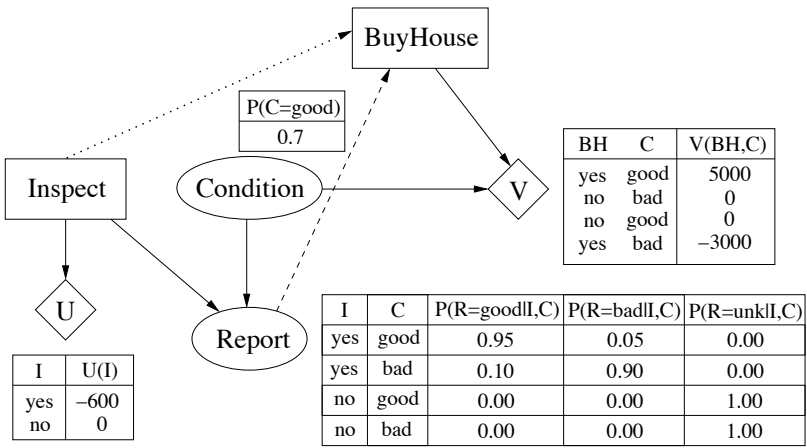 BuyHouse
P(C=good)
0.7
Inspect
Condition
V
BH C V(BH,C)
yes good 5000
no bad 0
no good 0
yes bad −3000
U
Report
I U(I)
yes −600
no 0
I C P(R=good|I,C) P(R=bad|I,C) P(R=unk|I,C)
yes good 0.95 0.05 0.00
yes bad 0.10 0.90 0.00
no good 0.00 0.00 1.00
no bad 0.00 0.00 1.00